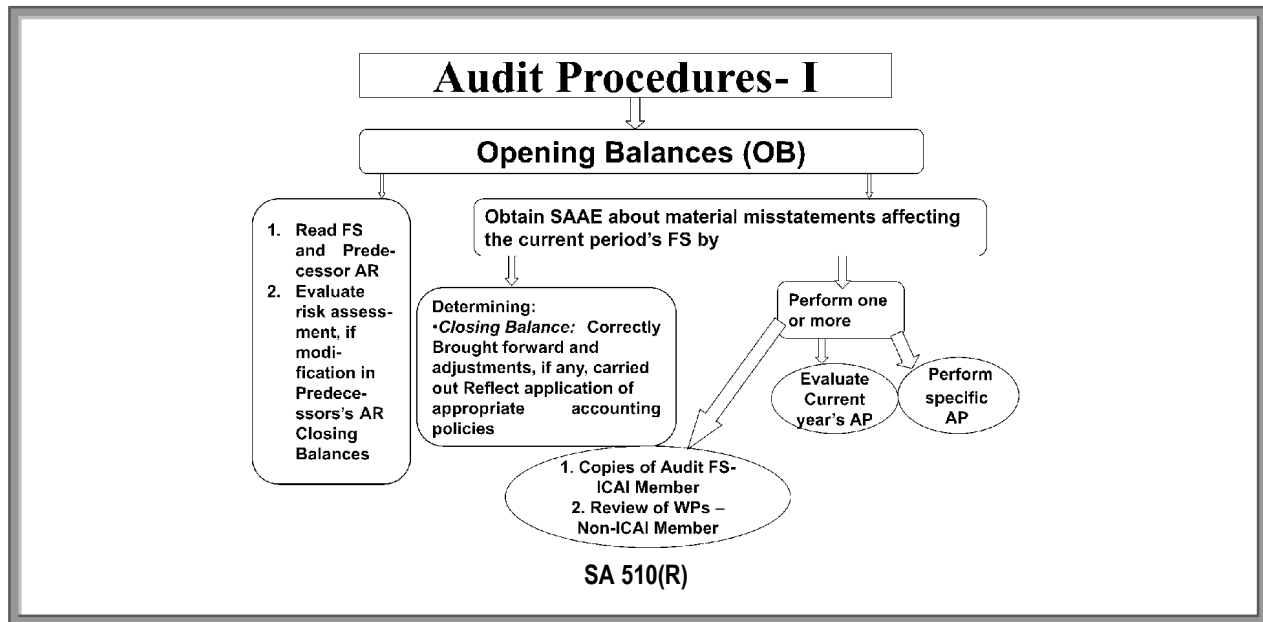 Audit Procedures- I
Opening Balances (OB)
1. Read FS
and Prede-
cessor AR
2. Evaluate
risk assess-
ment, if
modi-
fication in
Predece-
ssors's AR
Closing
Balances
Obtain SAAE about material misstatements affecting
the current period's FS by
Determining:
•Closing Balance: Correctly
Brought forward and
adjustments, if any, carried
out Reflect application of
appropriate accounting
policies
Perform one
or more
Evaluate
Current
year's AP
Perform
specific
AP
1. Copies of Audit FS-
ICAI Member
2. Review of WPs –
Non-ICAI Member
SA 510(R)